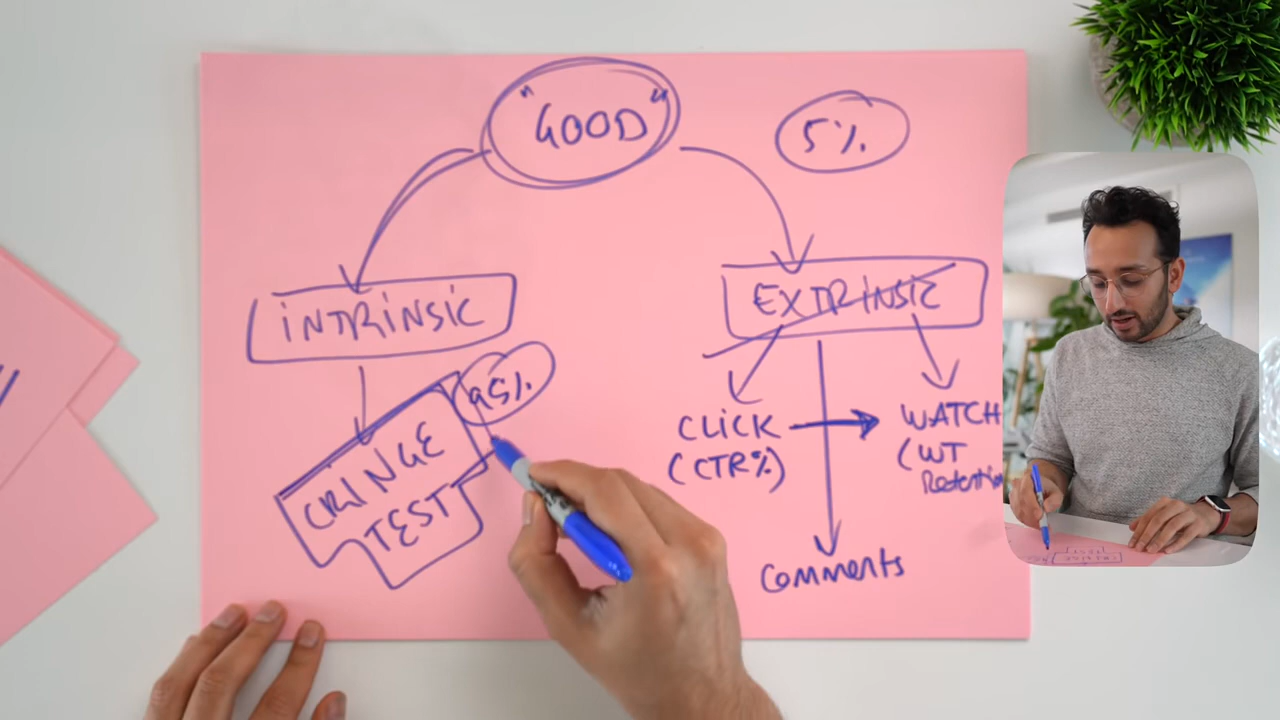 "GOOD"
5%
INTRINSIC
EXTRINSIC
95%
CRINGE
TEST
CLICK
(CTR%)
WATCH
(WT
Retention
Comments